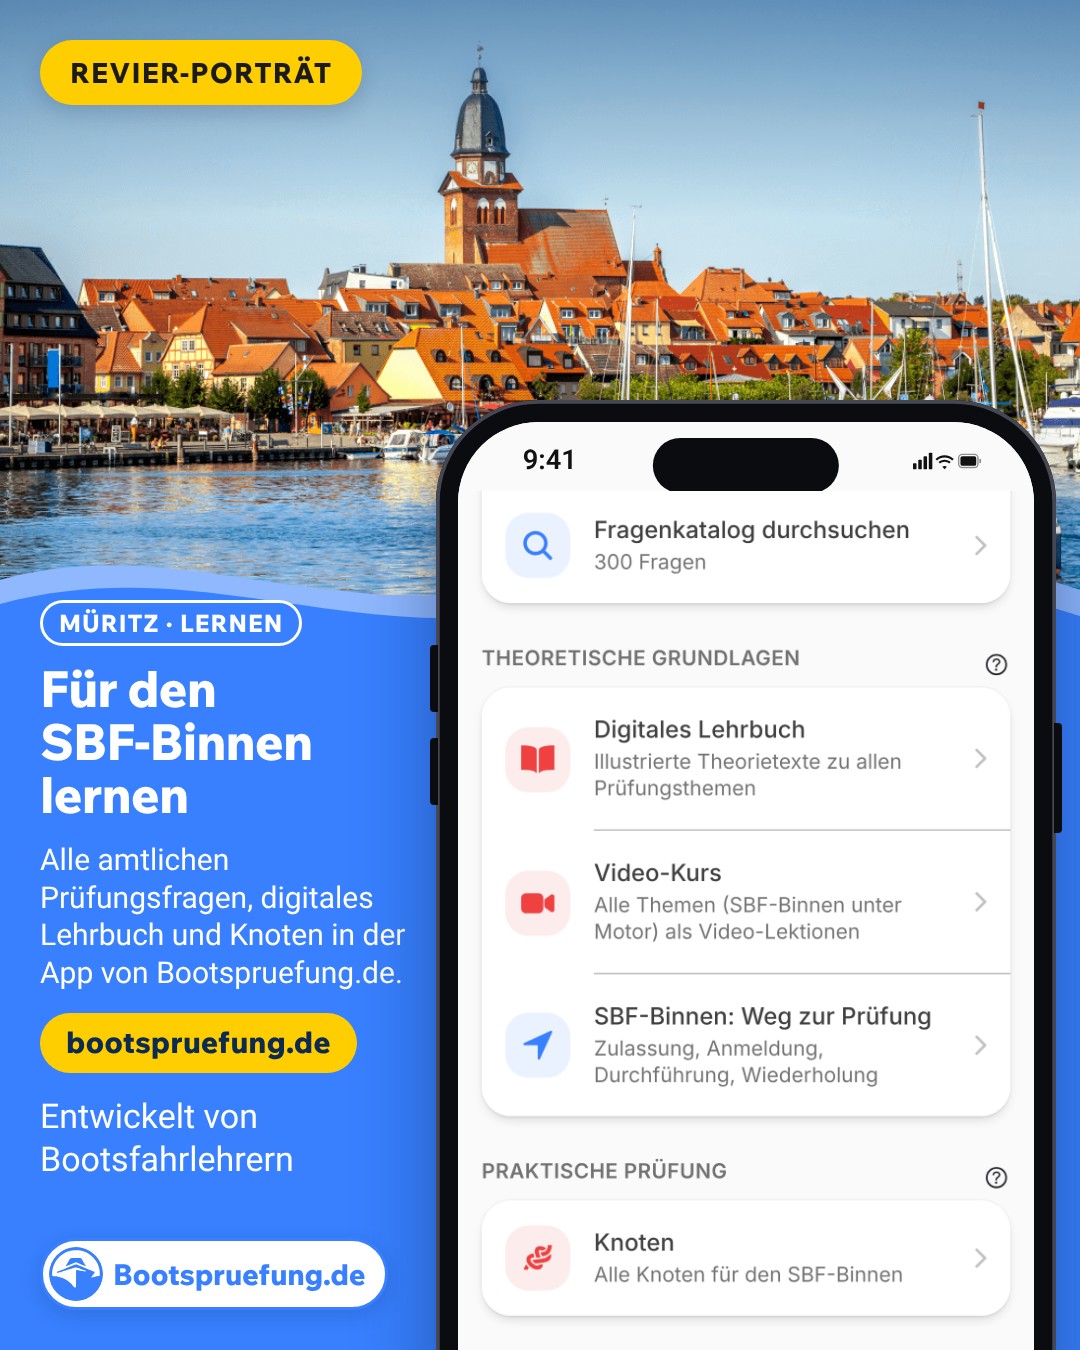 REVIER-PORTRÄT
MÜRITZ · LERNEN
Für den
SBF-Binnen
lernen
Alle amtlichen
Prüfungsfragen, digitales
Lehrbuch und Knoten in der
App von Bootspruefung.de.
bootspruefung.de
Entwickelt von
Bootsfahrlehrern
Bootspruefung.de
9:41
Fragenkatalog durchsuchen
300 Fragen
THEORETISCHE GRUNDLAGEN
Digitales Lehrbuch
Illustrierte Theorietexte zu allen
Prüfungsthemen
Video-Kurs
Alle Themen (SBF-Binnen unter
Motor) als Video-Lektionen
SBF-Binnen: Weg zur Prüfung
Zulassung, Anmeldung,
Durchführung, Wiederholung
PRAKTISCHE PRÜFUNG
Knoten
Alle Knoten für den SBF-Binnen